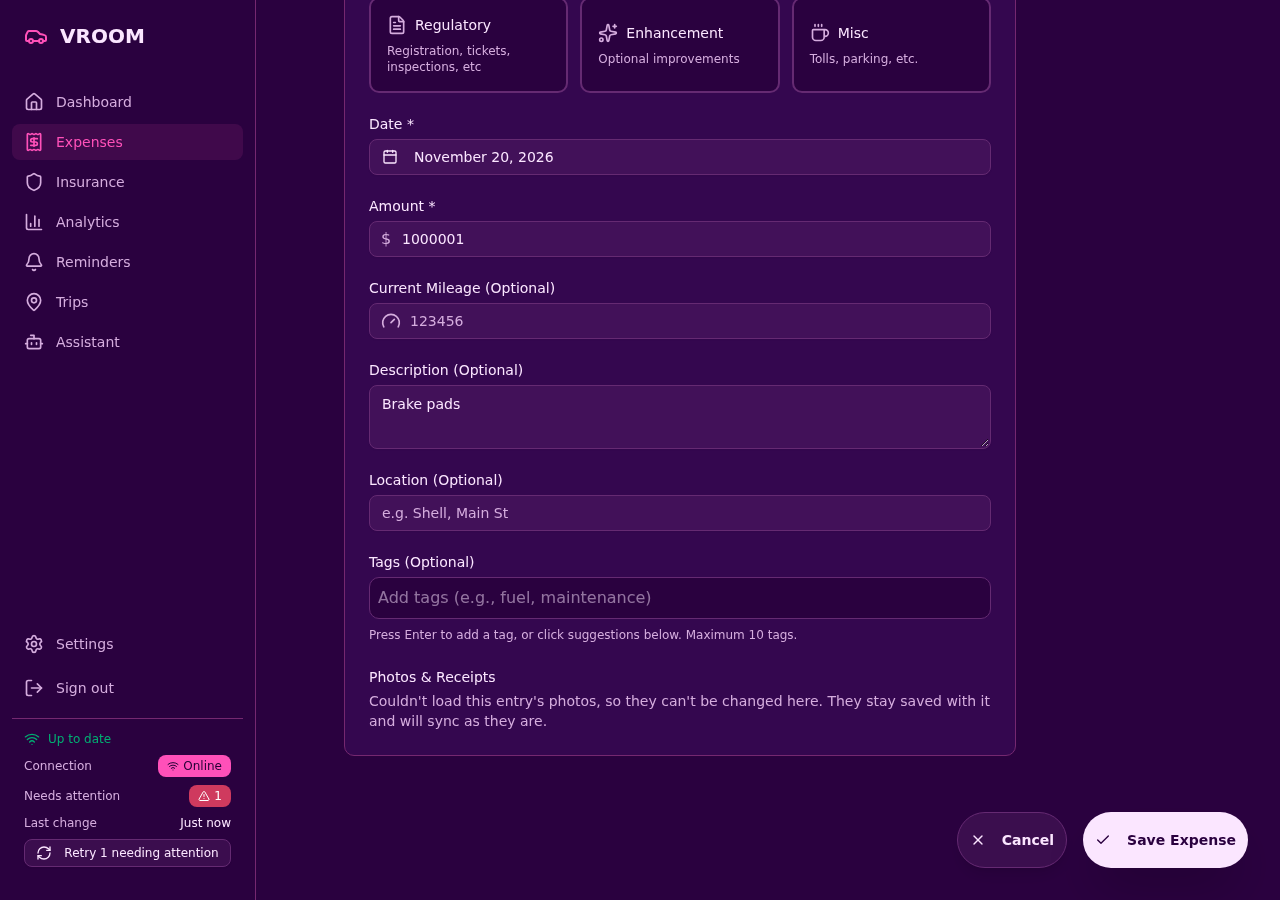 VROOM
Dashboard
Expenses
Insurance
Analytics
Reminders
Trips
Assistant
Settings
Sign out
Up to date
Connection
Online
Needs attention
1
Last change
Just now
Retry 1 needing attention
Regulatory
Registration, tickets,
inspections, etc
Enhancement
Optional improvements
Misc
Tolls, parking, etc.
Date *
November 20, 2026
Amount *
$ 1000001
Current Mileage (Optional)
123456
Description (Optional)
Brake pads
Location (Optional)
e.g. Shell, Main St
Tags (Optional)
Add tags (e.g., fuel, maintenance)
Press Enter to add a tag, or click suggestions below. Maximum 10 tags.
Photos & Receipts
Couldn't load this entry's photos, so they can't be changed here. They stay saved with it
and will sync as they are.
Cancel
Save Expense